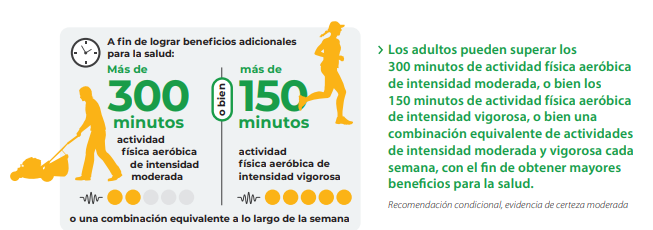 A fin de lograr beneficios adicionales
para la salud:
Más de
300
minutos
actividad
física aeróbica
de intensidad
moderada
o bien
más de
150
minutos
actividad
física aeróbica de
intensidad vigorosa
o una combinación equivalente a lo largo de la semana
› Los adultos pueden superar los
300 minutos de actividad física aeróbica
de intensidad moderada, o bien los
150 minutos de actividad física aeróbica
de intensidad vigorosa, o bien una
combinación equivalente de actividades
de intensidad moderada y vigorosa cada
semana, con el fin de obtener mayores
beneficios para la salud.
Recomendación condicional, evidencia de certeza moderada